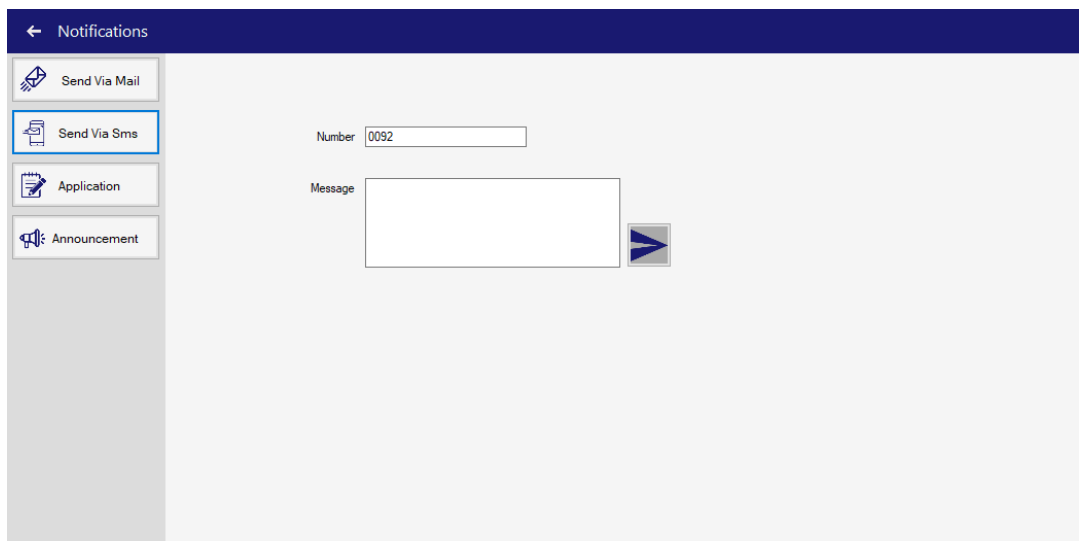 Notifications
Send Via Mail
Send Via Sms
Application
Announcement
Number 0092
Message